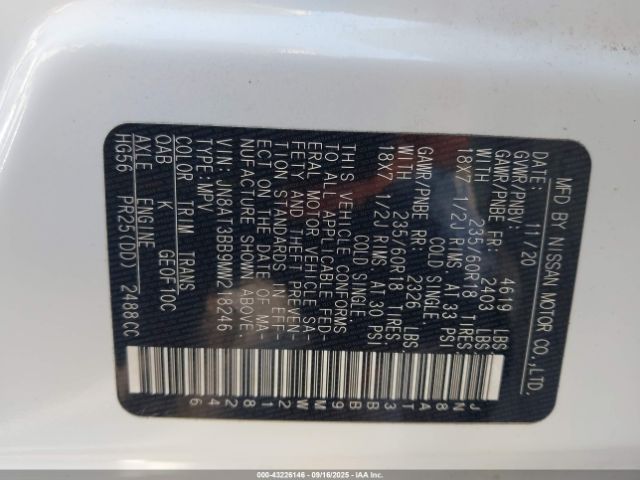 MFD BY NISSAN MOTOR CO.,LTD.
DATE: 11/20
GVWR/PNBV: 4619 LBS
GAWR/PNBE FR: 2403 LBS
WITH 235/60R18 TIRES,
18X7 1/2J RIMS, AT 33 PSI
COLD SINGLE.
GAWR/PNBE RR: 2326 LBS
WITH 235/60R18 TIRES,
18X7 1/2J RIMS, AT 30 PSI
COLD SINGLE.
THIS VEHICLE CONFORMS
TO ALL APPLICABLE FED-
ERAL MOTOR VEHICLE SA-
FETY AND THEFT PREVEN-
TION STANDARDS IN EFF-
ECT ON THE DATE OF MA-
NUFACTURE SHOWN ABOVE.
VIN: JN8AT3BB9MW218246
TYPE: MPV
COLOR TRIM TRANS
QAB K GE0F10C
AXLE ENGINE
HG56 PR25(DD) 2488CC
JN8AT3BB9MW218246
000-43226146 - 09/16/2025 - IAA Inc.